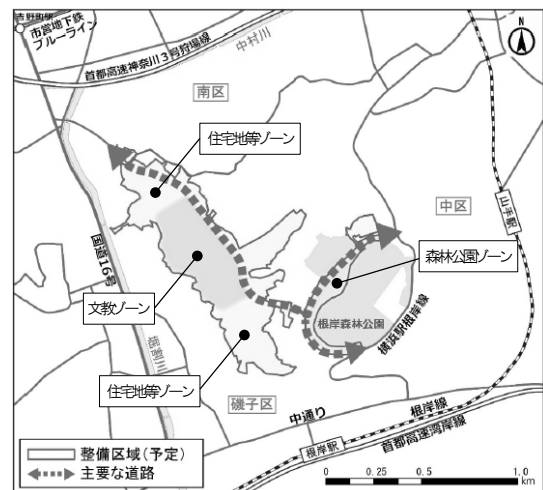 吉野町駅
市営地下鉄
ブルーライン
首都高速神奈川3号狩場線
中村川
N
南区
住宅地等ゾーン
中区
山手駅
国道16号
森林公園ゾーン
文教ゾーン
根岸森林公園
横浜駅根岸線
住宅地等ゾーン
磯子区
中通り
根岸線
根岸駅
首都高速湾岸線
整備区域(予定)
主要な道路
0 0.25 0.5 1.0
km